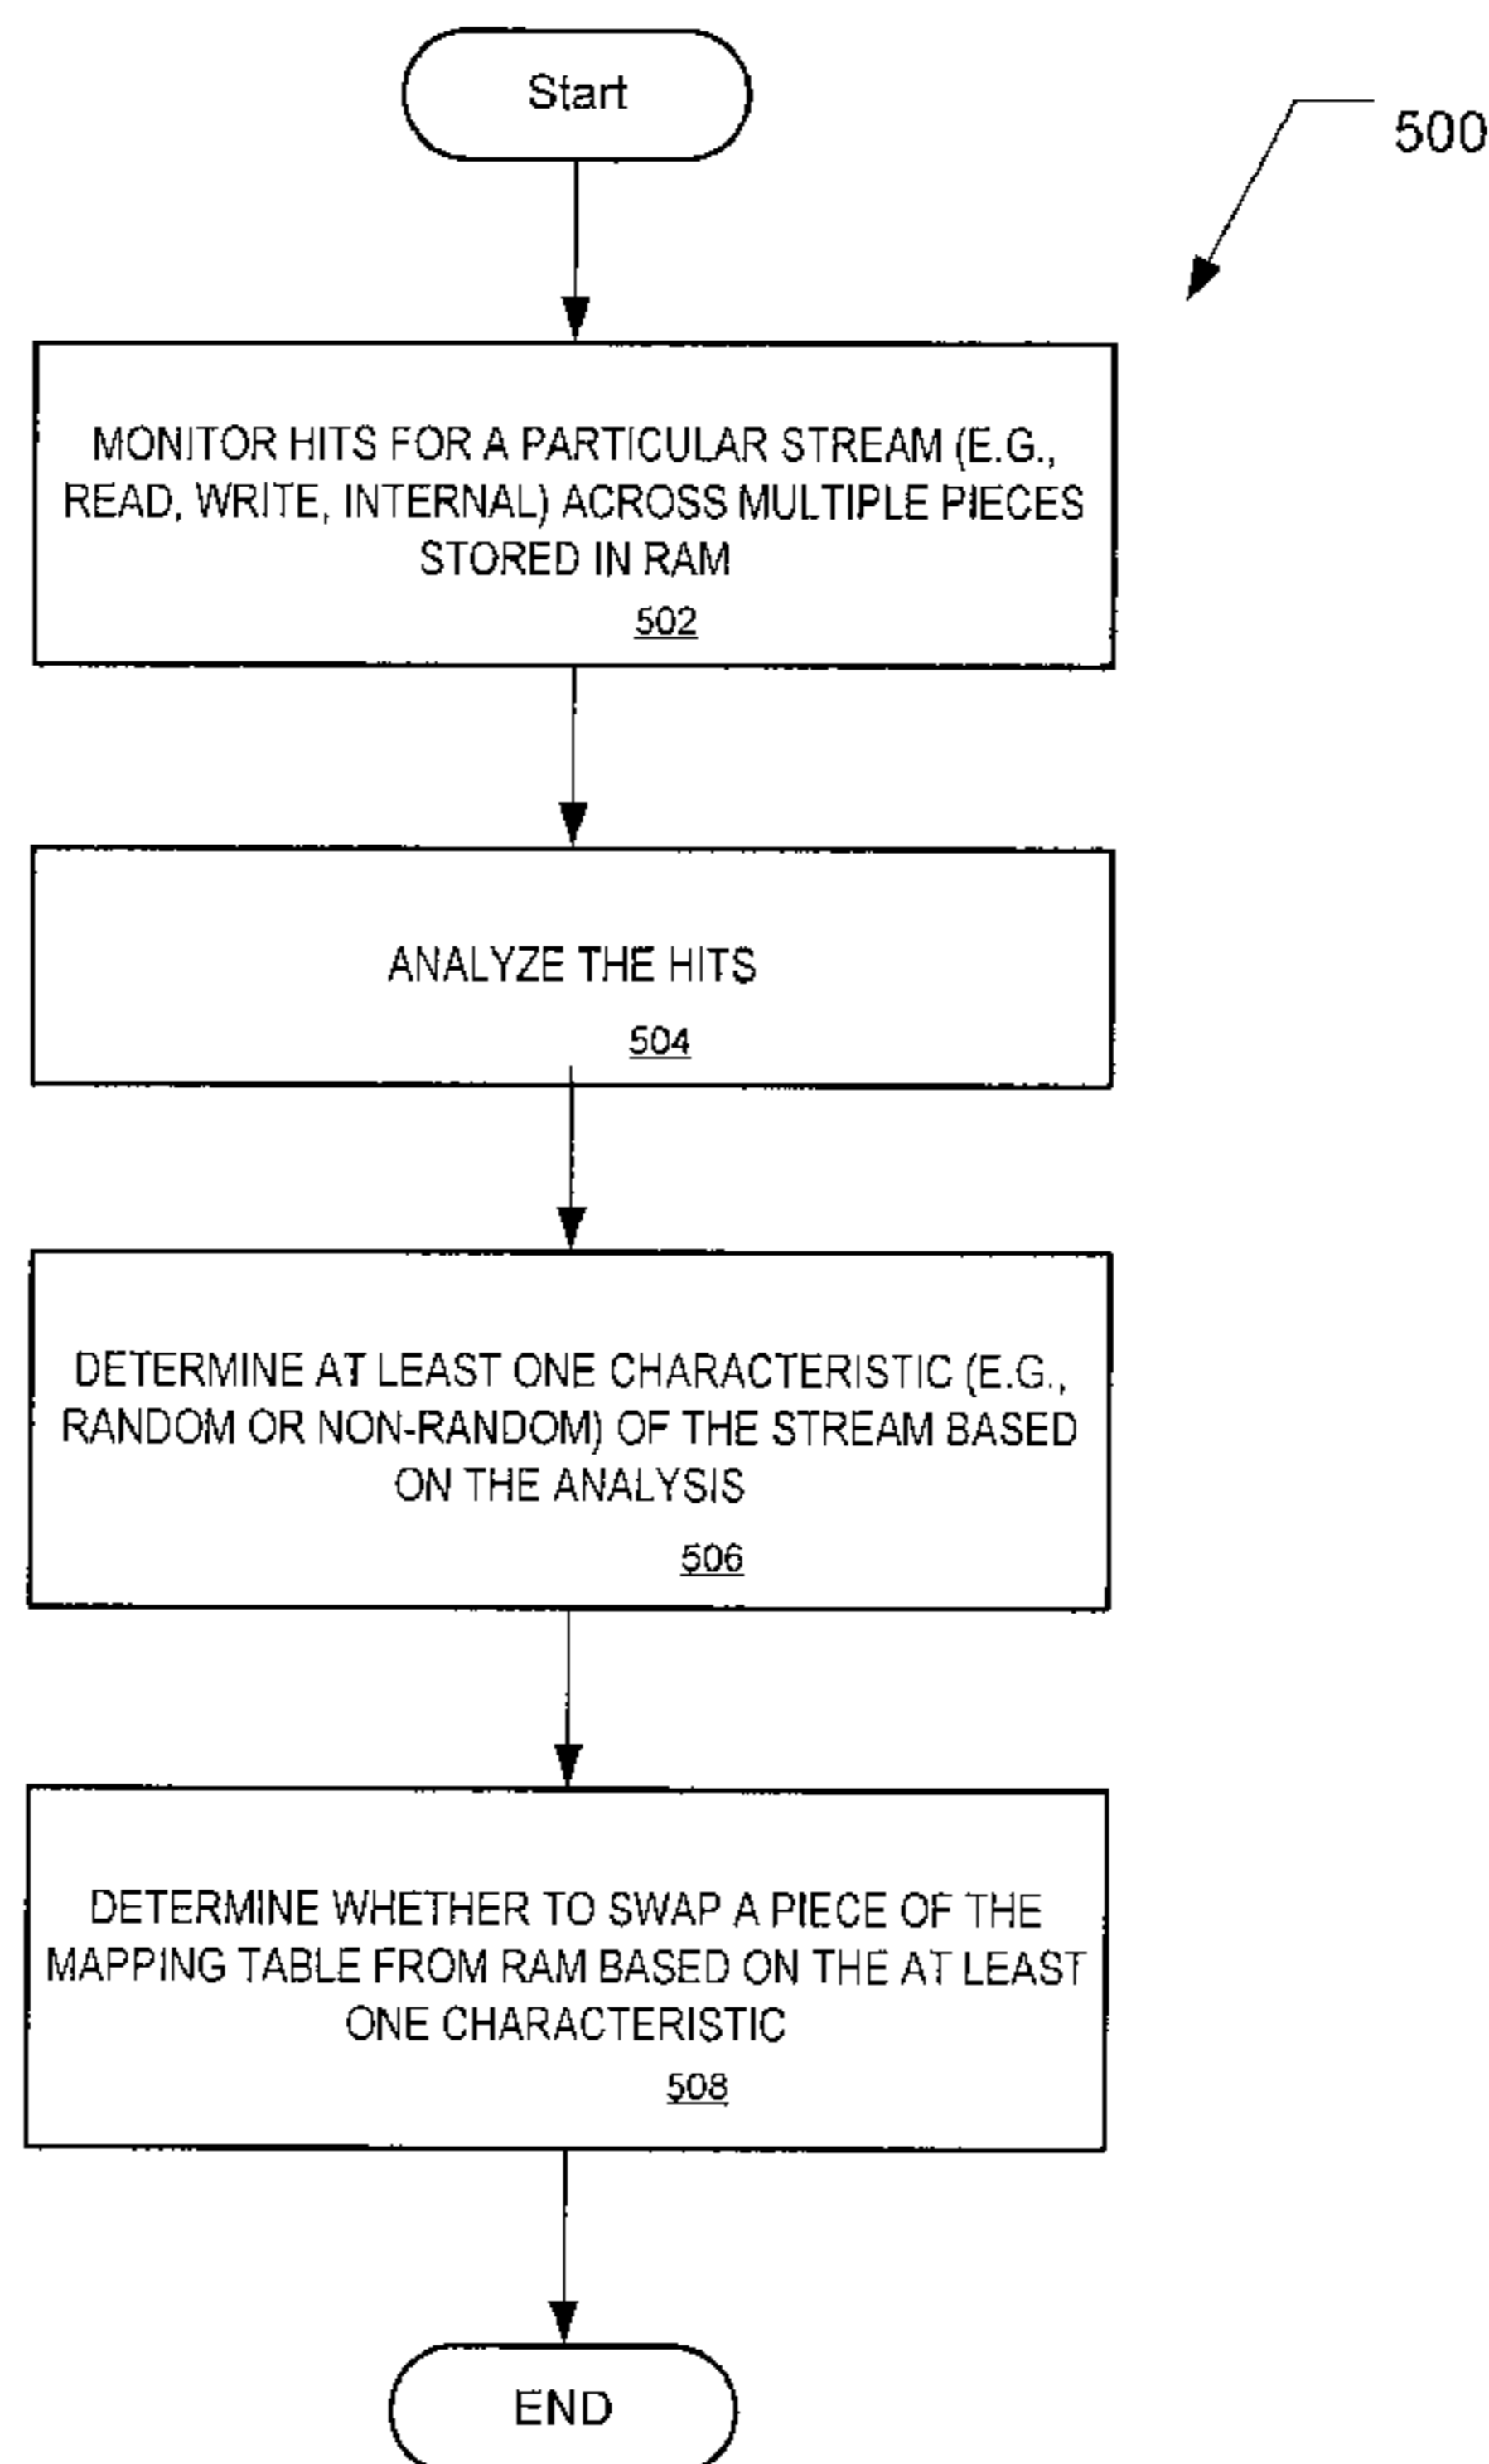 Start
500
MONITOR HITS FOR A PARTICULAR STREAM (E.G.,
READ, WRITE, INTERNAL) ACROSS MULTIPLE PIECES
STORED IN RAM
502
ANALYZE THE HITS
504
DETERMINE AT LEAST ONE CHARACTERISTIC (E.G.,
RANDOM OR NON-RANDOM) OF THE STREAM BASED
ON THE ANALYSIS
506
DETERMINE WHETHER TO SWAP A PIECE OF THE
MAPPING TABLE FROM RAM BASED ON THE AT LEAST
ONE CHARACTERISTIC
508
END